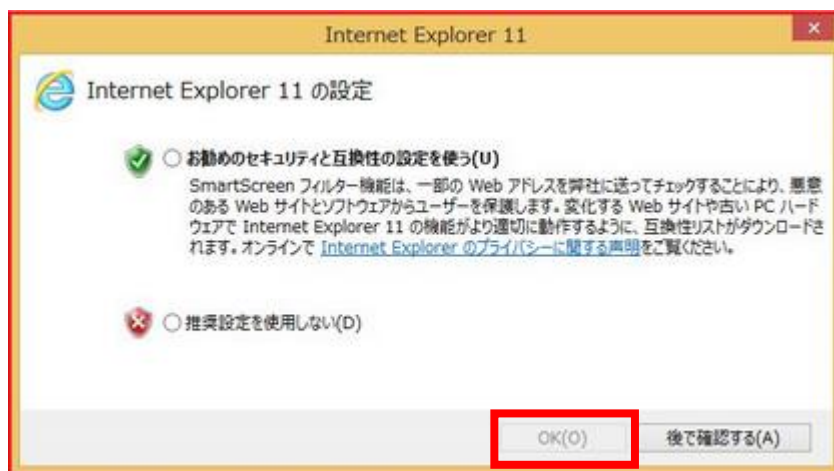 Internet Explorer 11
Internet Explorer 11 の設定
お勧めのセキュリティと互換性の設定を使う(U)
SmartScreen フィルター機能は、一部の Web アドレスを弊社に送ってチェックすることにより、悪意
のある Web サイトとソフトウェアからユーザーを保護します。変化する Web サイトや古い PC ハード
ウェアで Internet Explorer 11 の機能がより適切に動作するように、互換性リストがダウンロードさ
れます。オンラインで Internet Explorer のプライバシーに関する声明をご覧ください。
推奨設定を使用しない(D)
OK(O)
後で確認する(A)